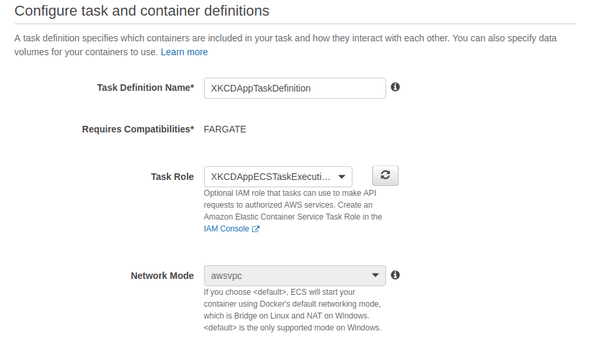 Configure task and container definitions
A task definition specifies which containers are included in your task and how they interact with each other. You can also specify data
volumes for your containers to use. Learn more
Task Definition Name* XKCDAppTaskDefinition
Requires Compatibilities* FARGATE
Task Role XKCDAppECSTaskExecuti...
Optional IAM role that tasks can use to make API
requests to authorized AWS services. Create an
Amazon Elastic Container Service Task Role in the
IAM Console
Network Mode awsvpc
If you choose <default>, ECS will start your
container using Docker's default networking mode,
which is Bridge on Linux and NAT on Windows.
<default> is the only supported mode on Windows.